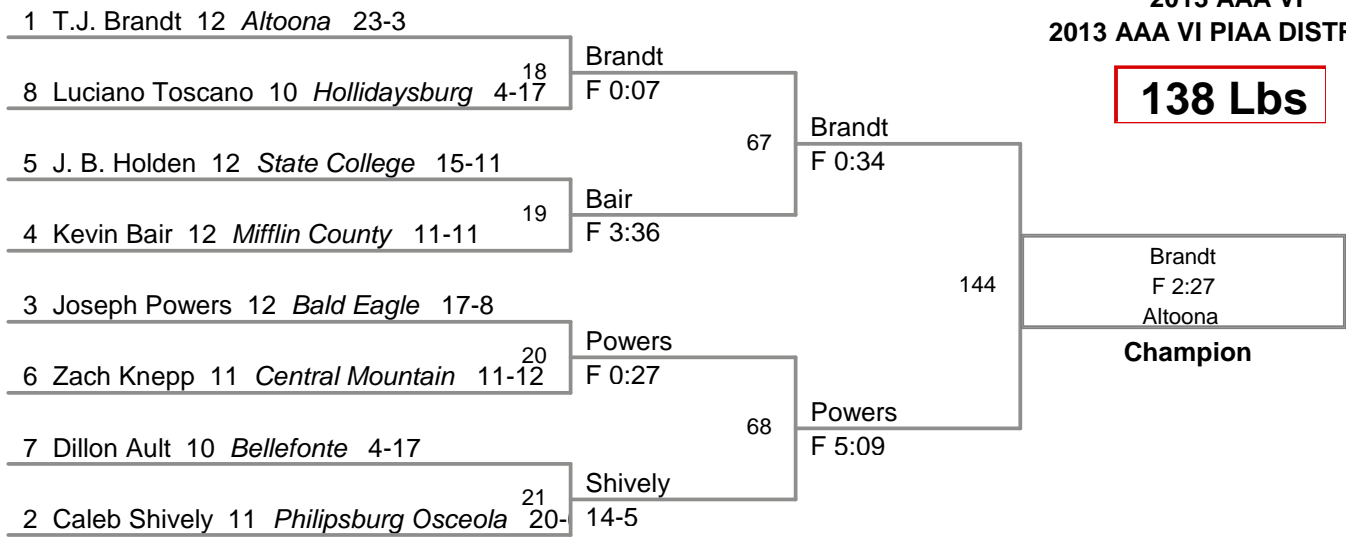 2013 AAA VI
2013 AAA VI PIAA
138 Lbs
1 T.J. Brandt 12 Altoona 23-3
18
8 Luciano Toscano 10 Hollidaysburg 4-17
Brandt
F 0:07
5 J. B. Holden 12 State College 15-11
19
4 Kevin Bair 12 Mifflin County 11-11
Bair
F 3:36
67
Brandt
F 0:34
3 Joseph Powers 12 Bald Eagle 17-8
20
6 Zach Knepp 11 Central Mountain 11-12
Powers
F 0:27
7 Dillon Ault 10 Bellefonte 4-17
21
2 Caleb Shively 11 Philipsburg Osceola 20-
Shively
14-5
68
Powers
F 5:09
144
Brandt
F 2:27
Altoona
Champion